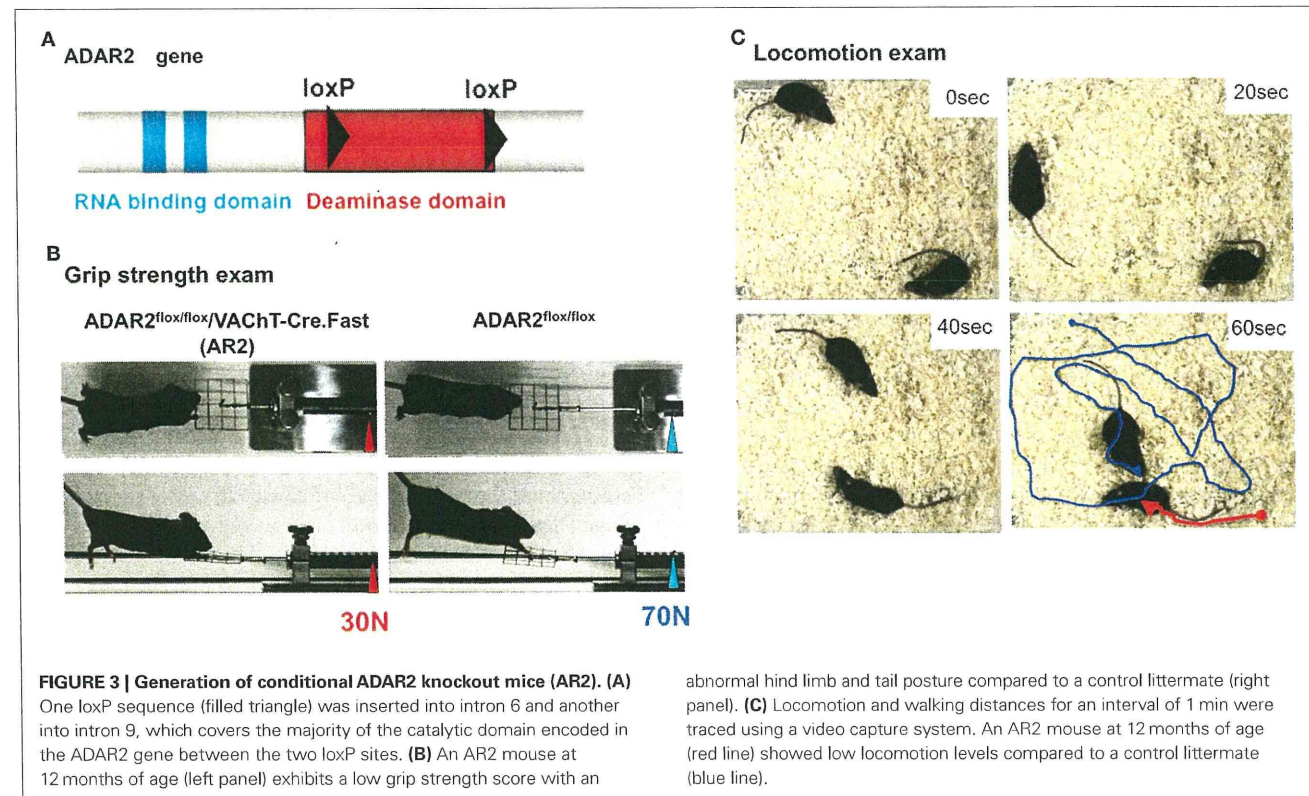 A
ADAR2 gene
loxP loxP
RNA binding domain Deaminase domain
B
Grip strength exam
ADAR2flox/flox/VAChT-Cre.Fast
(AR2)
ADAR2flox/flox
30N
70N
C
Locomotion exam
0sec
20sec
40sec
60sec
FIGURE 3 | Generation of conditional ADAR2 knockout mice (AR2). (A)
One loxP sequence (filled triangle) was inserted into intron 6 and another
into intron 9, which covers the majority of the catalytic domain encoded in
the ADAR2 gene between the two loxP sites. (B) An AR2 mouse at
12 months of age (left panel) exhibits a low grip strength score with an
abnormal hind limb and tail posture compared to a control littermate (right
panel). (C) Locomotion and walking distances for an interval of 1 min were
traced using a video capture system. An AR2 mouse at 12 months of age
(red line) showed low locomotion levels compared to a control littermate
(blue line).